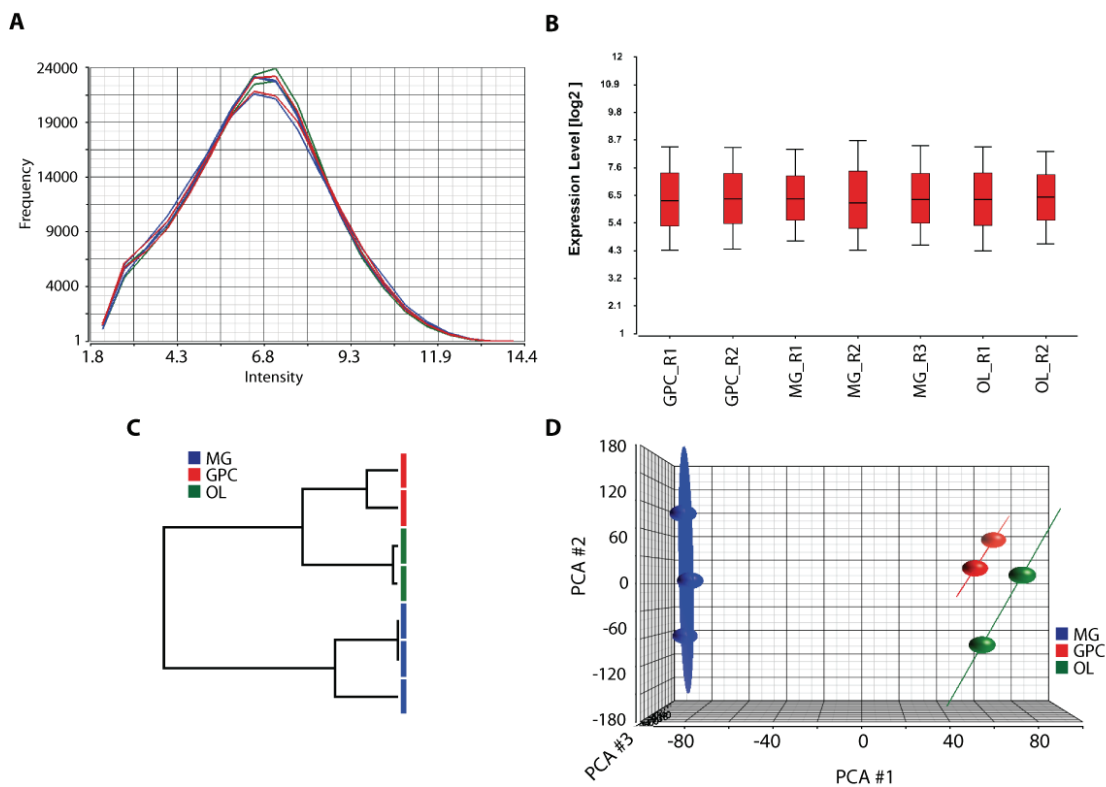 A
Frequency
24000
19000
14000
9000
4000
1
1.8 4.3 6.8 9.3 11.9 14.4
Intensity
B
Expression Level [log2 ]
12
10.9
9.8
8.7
7.6
6.5
5.4
4.3
3.2
2.1
1
GPC_R1
GPC_R2
MG_R1
MG_R2
MG_R3
OL_R1
OL_R2
C
MG
GPC
OL
D
PCA #2
180
120
60
0
-60
-120
-180
PCA #3
-80 -40 0 40 80
PCA #1
MG
GPC
OL